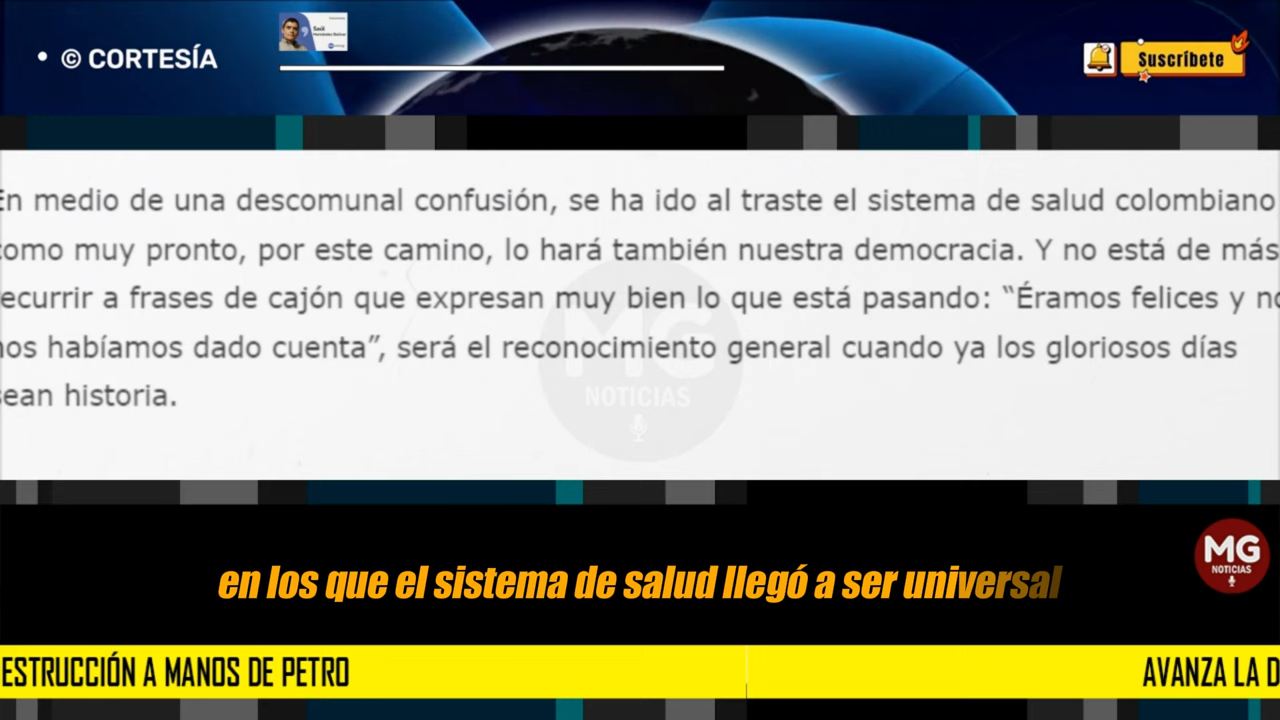 • © CORTESÍA
Saúl
Hernández Bolívar
Suscríbete
En medio de una descomunal confusión, se ha ido al traste el sistema de salud colombiano
como muy pronto, por este camino, lo hará también nuestra democracia. Y no está de más
recurrir a frases de cajón que expresan muy bien lo que está pasando: “Éramos felices y no
nos habíamos dado cuenta”, será el reconocimiento general cuando ya los gloriosos días
sean historia.
MG
NOTICIAS
en los que el sistema de salud llegó a ser universal
MG
NOTICIAS
ESTRUCCIÓN A MANOS DE PETRO
AVANZA LA D